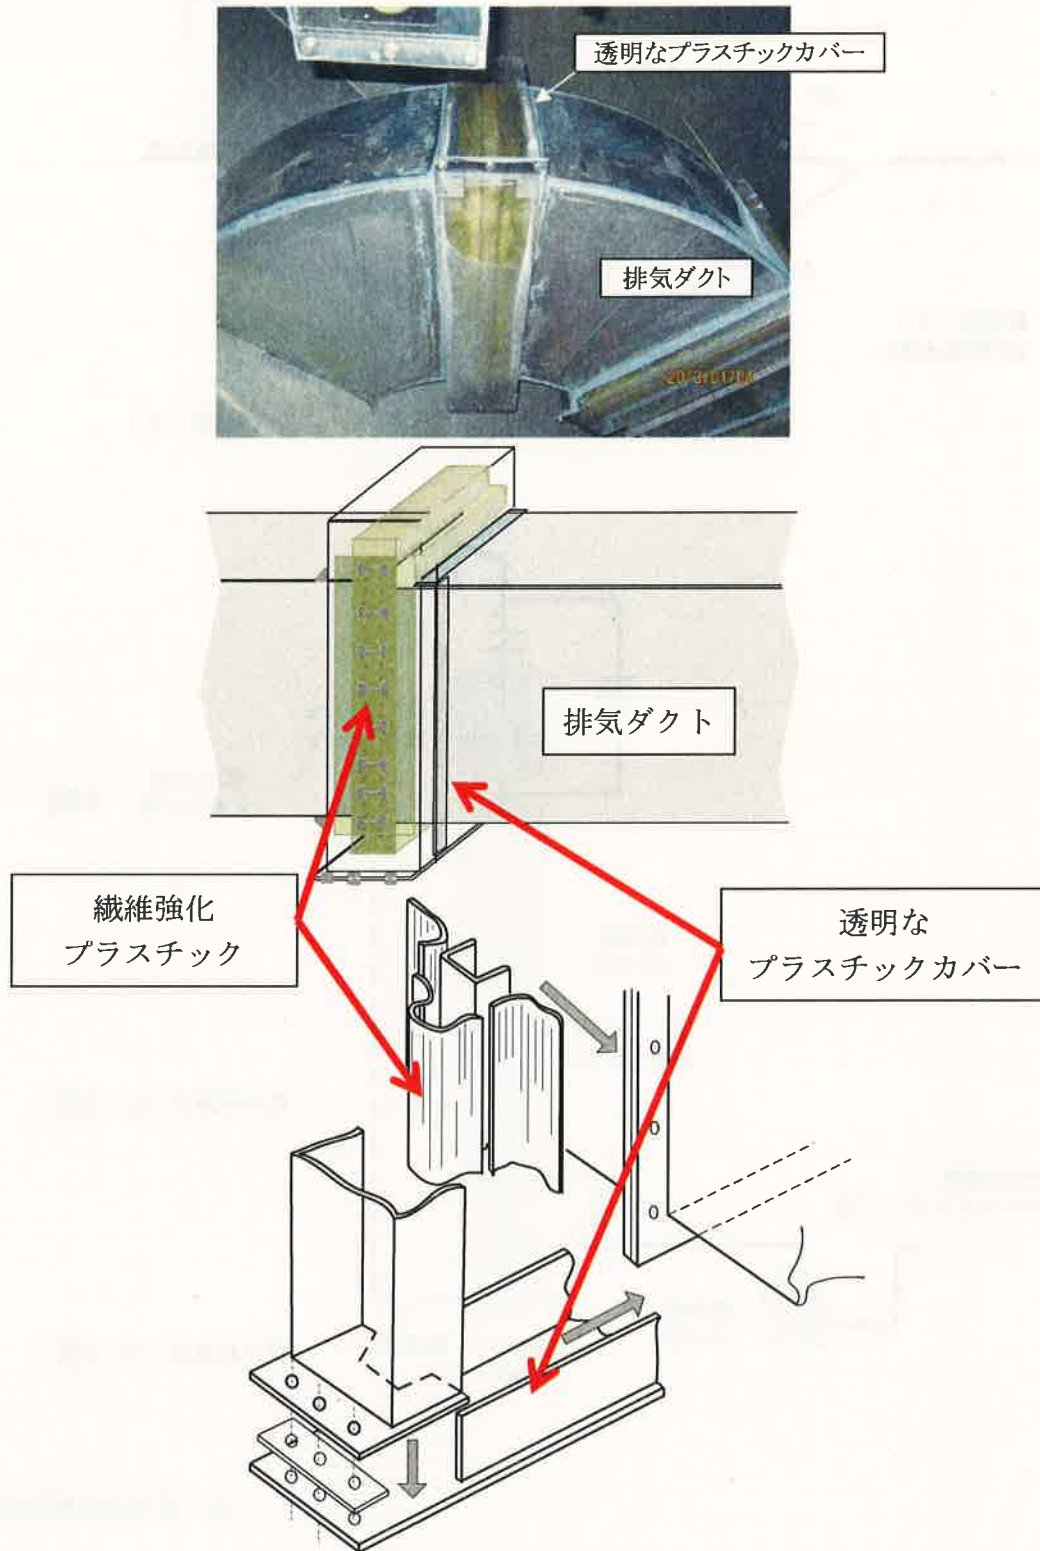 透明なプラスチックカバー
排気ダクト
排気ダクト
繊維強化
プラスチック
透明な
プラスチックカバー